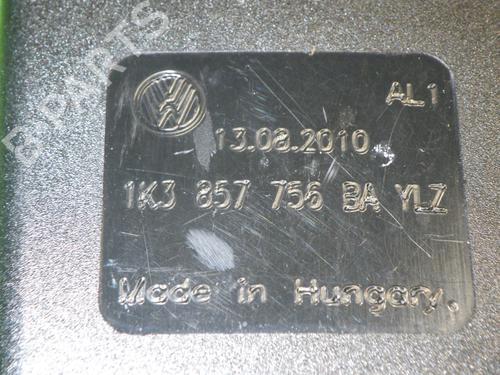 B-PARTS
AL1
13.08.2010
1K3 857 756 BA YLZ
Made in Hungary.